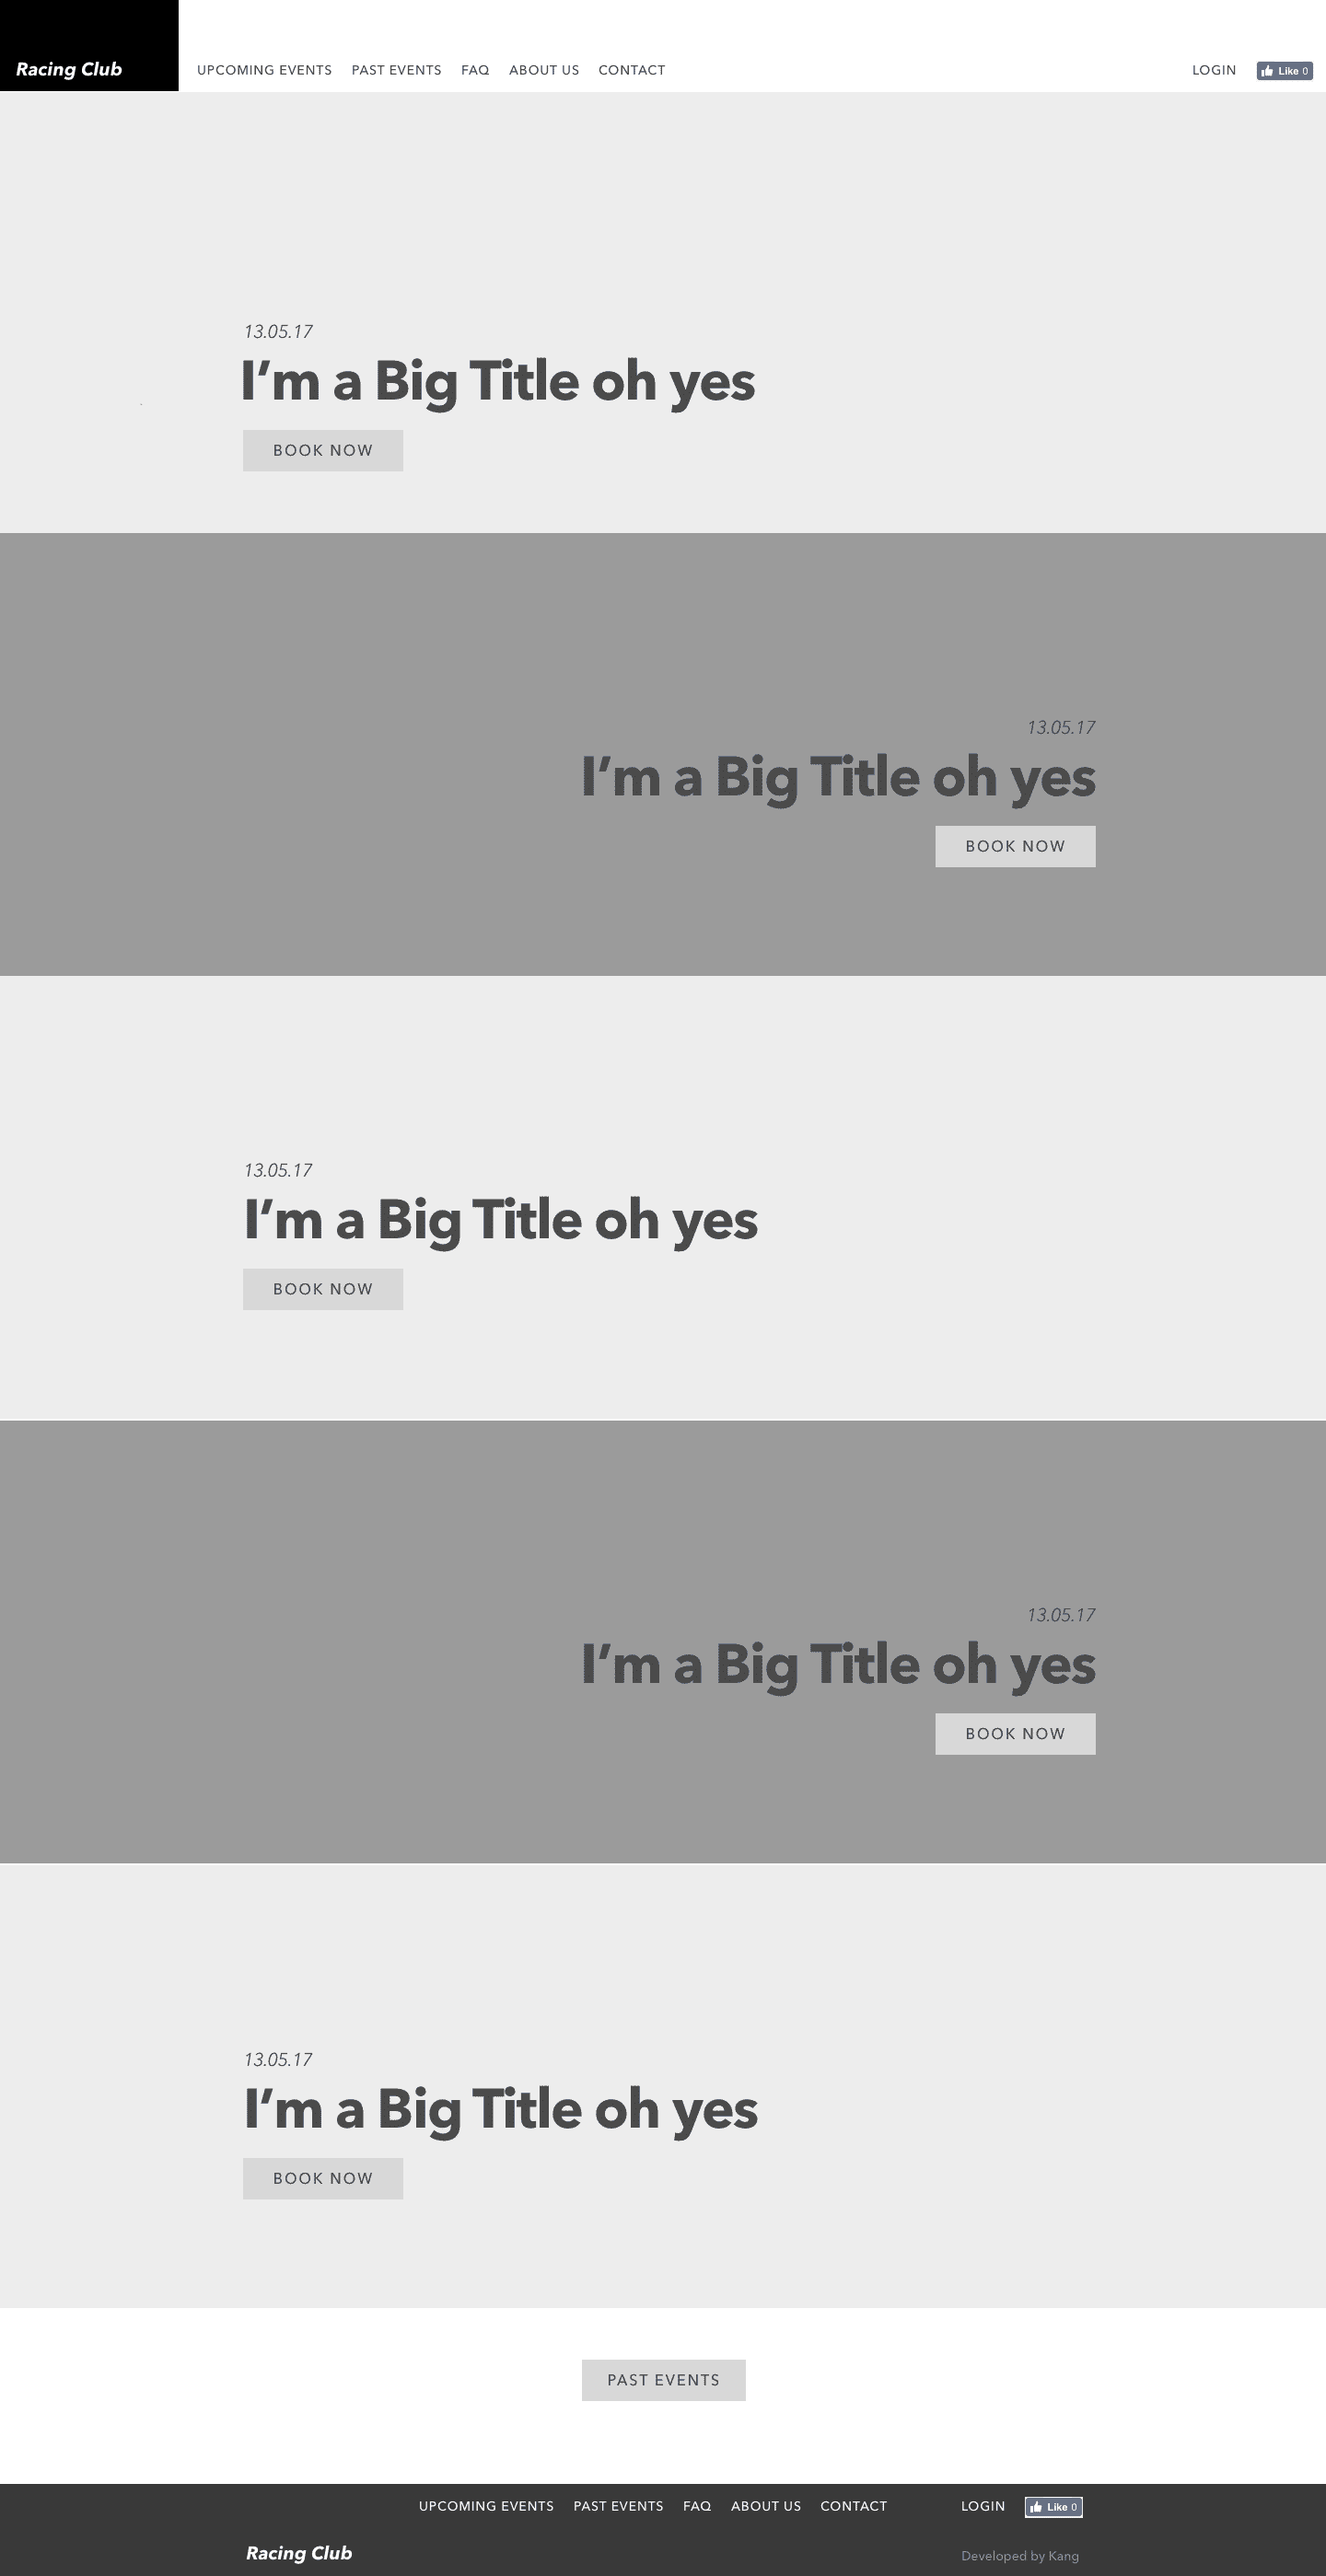 Racing Club
UPCOMING EVENTS PAST EVENTS FAQ ABOUT US CONTACT LOGIN Like 0
13.05.17
I’m a Big Title oh yes
BOOK NOW
13.05.17
I’m a Big Title oh yes
BOOK NOW
13.05.17
I’m a Big Title oh yes
BOOK NOW
13.05.17
I’m a Big Title oh yes
BOOK NOW
13.05.17
I’m a Big Title oh yes
BOOK NOW
PAST EVENTS
UPCOMING EVENTS PAST EVENTS FAQ ABOUT US CONTACT LOGIN Like 0
Racing Club Developed by Kang